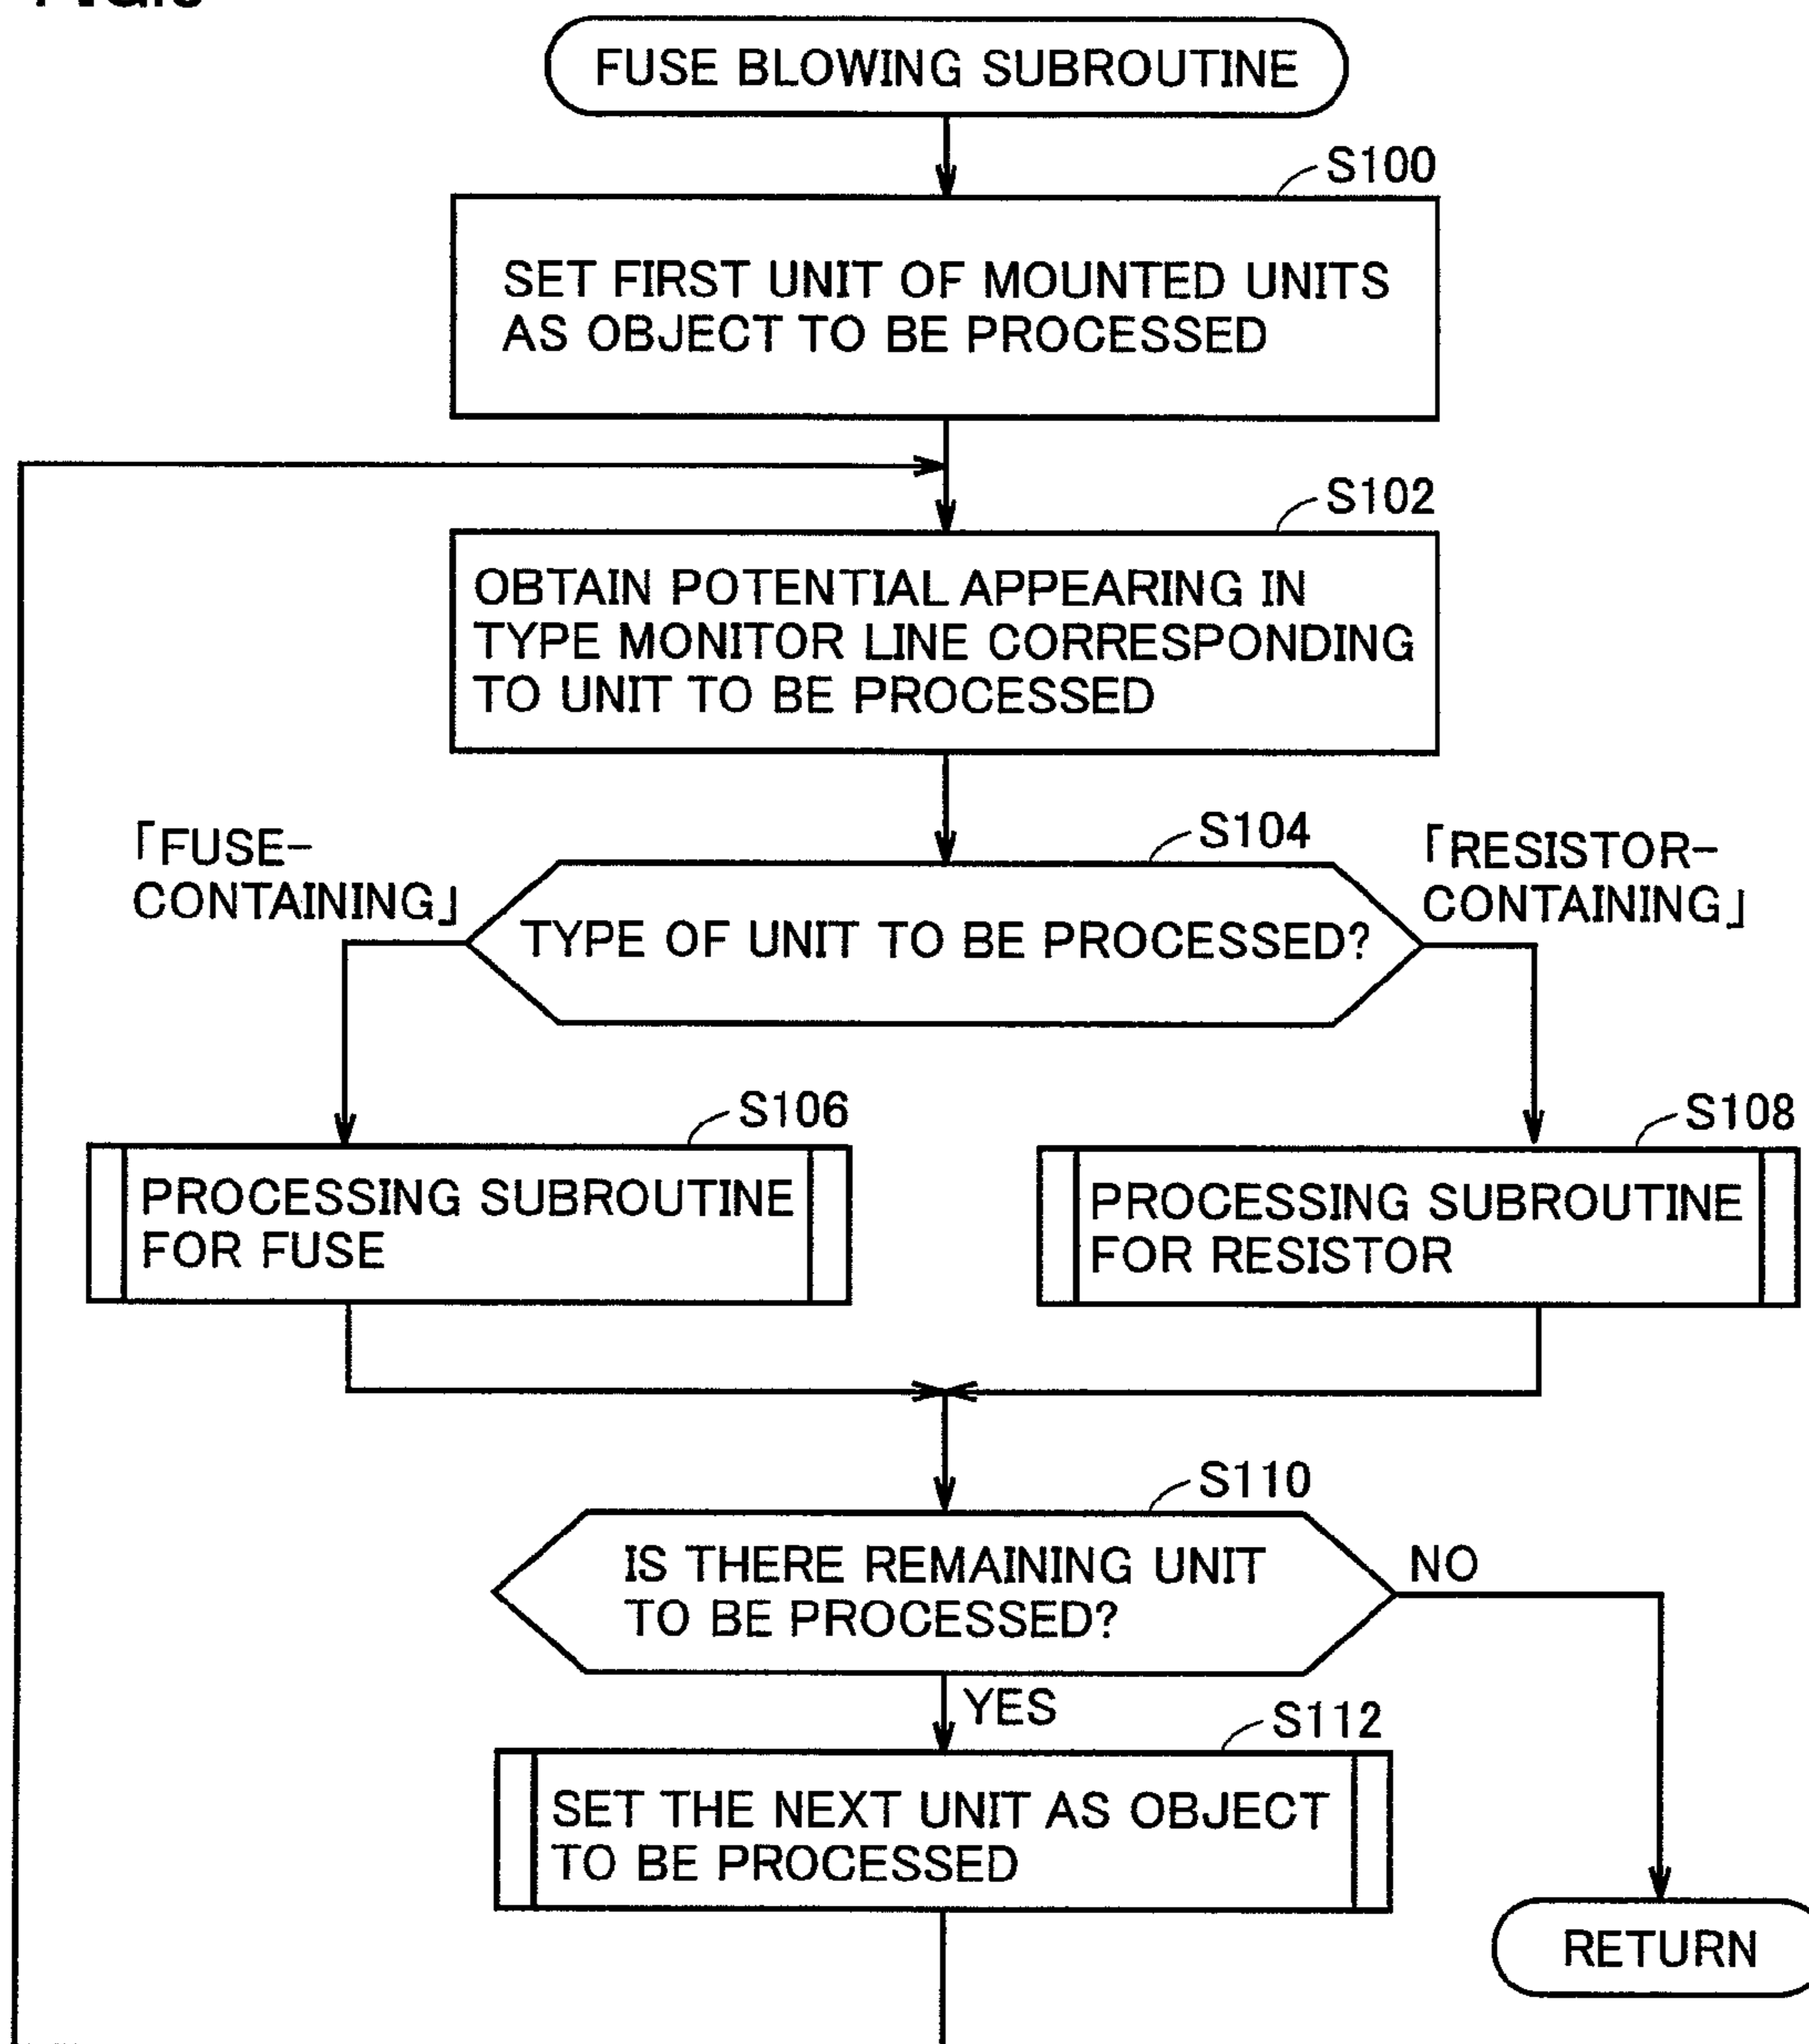 FUSE BLOWING SUBROUTINE
S100
SET FIRST UNIT OF MOUNTED UNITS
AS OBJECT TO BE PROCESSED
S102
OBTAIN POTENTIAL APPEARING IN
TYPE MONITOR LINE CORRESPONDING
TO UNIT TO BE PROCESSED
S104
「FUSE-
CONTAINING」
TYPE OF UNIT TO BE PROCESSED?
「RESISTOR-
CONTAINING」
S106
PROCESSING SUBROUTINE
FOR FUSE
S108
PROCESSING SUBROUTINE
FOR RESISTOR
S110
IS THERE REMAINING UNIT
TO BE PROCESSED?
NO
YES
S112
SET THE NEXT UNIT AS OBJECT
TO BE PROCESSED
RETURN